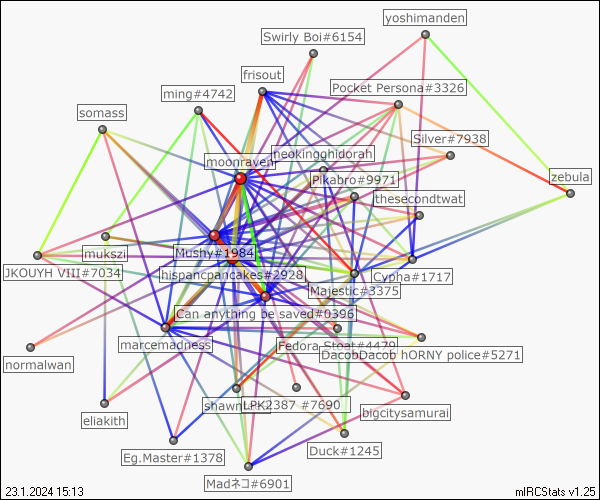 yoshimanden
Swirly Boi#6154
frisout
Pocket Persona#3326
ming#4742
somass
Silver#7938
neokingghidorah
moonraven
Pikabro#9971
zebula
thesecondtwat
mukszi
Mushy#1984
JKOUYH VIII#7034
hispancpancakes#2928
Cypha#1717
Majestic#3375
Can anything be saved#0396
marcemadness
Fedora Stoat#4479
DacobDacob hORNY police#5271
normalwan
shawn
LPK2387 #7690
bigcitysamurai
eliakith
Duck#1245
Eg.Master#1378
Madネコ#6901
23.1.2024 15:13
mIRCStats v1.25